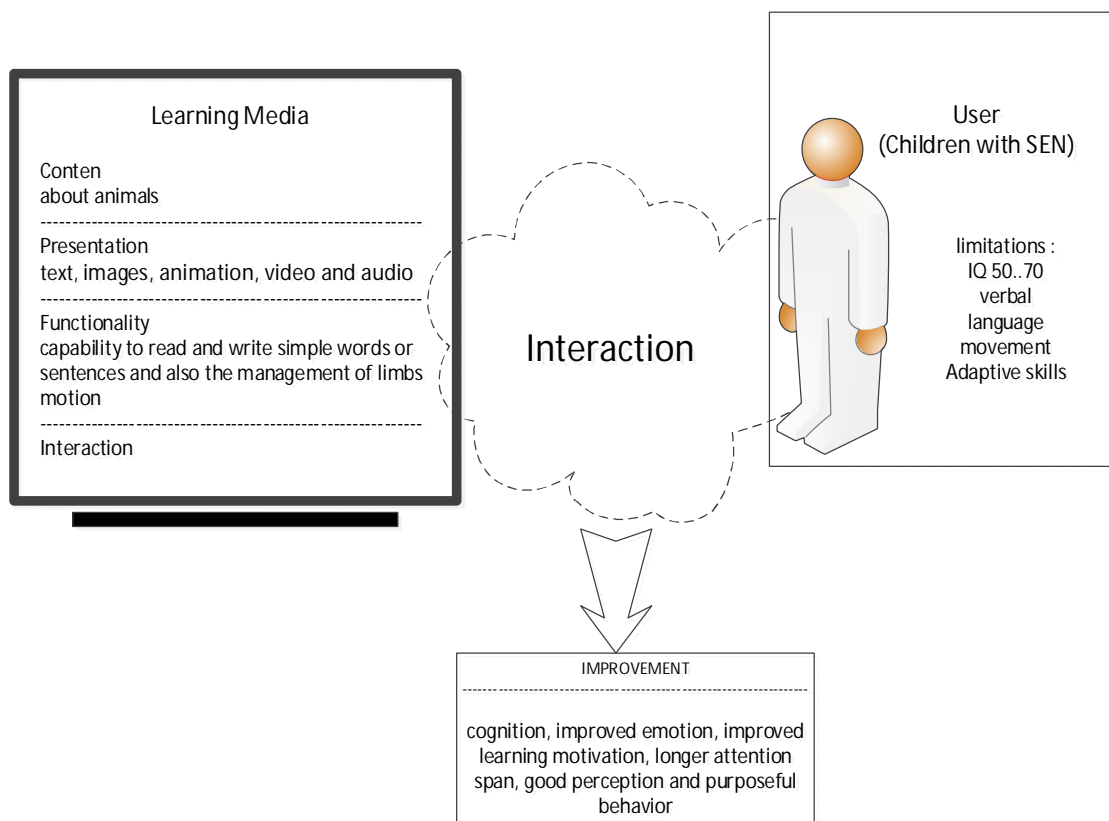 Learning Media
Conten
about animals
Presentation
text, images, animation, video and audio
Functionality
capability to read and write simple words or
sentences and also the management of limbs
motion
Interaction
Interaction
User
(Children with SEN)
limitations :
IQ 50..70
verbal
language
movement
Adaptive skills
IMPROVEMENT
cognition, improved emotion, improved
learning motivation, longer attention
span, good perception and purposeful
behavior